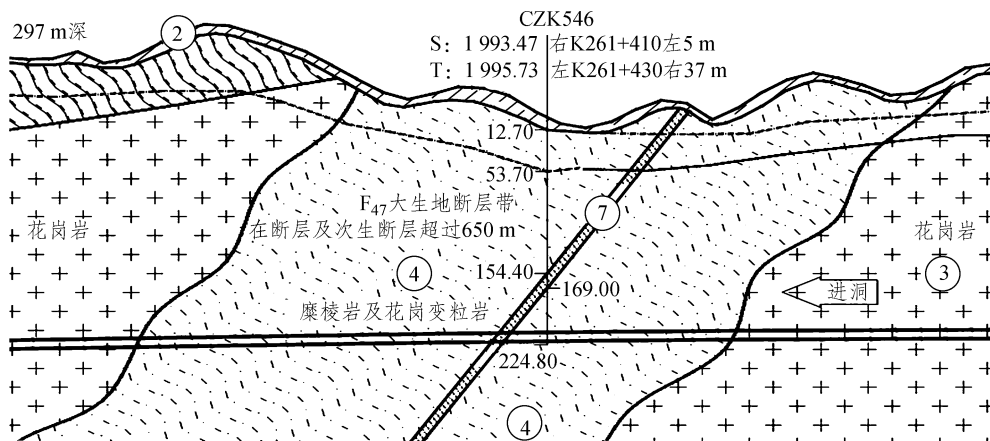 CZK546
297 m深
②
S: 1 993.47 右K261+410左5 m
T: 1 995.73 左K261+430右37 m
12.70
53.70
F47大生地断层带
在断层及次生断层超过650 m
⑦
花岗岩
花岗岩
④
154.40
③
169.00
进洞
糜棱岩及花岗变粒岩
224.80
④